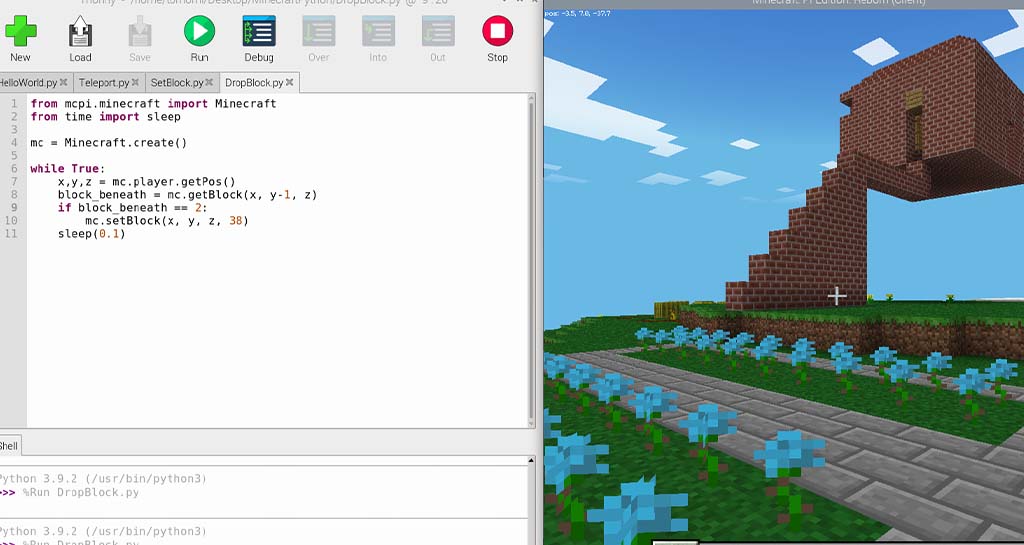 Thonny - /home/tomomi/Desktop/MinecraftPython/DropBlock.py @ 9:26
Minecraft: Pi Edition: Reborn (Client)
pos: -3.5, 7.0, -37.7
New Load Save Run Debug Over Into Out Stop
HelloWorld.py Teleport.py SetBlock.py DropBlock.py
1 from mcpi.minecraft import Minecraft
2 from time import sleep
3
4 mc = Minecraft.create()
5
6 while True:
7 x,y,z = mc.player.getPos()
8 block_beneath = mc.getBlock(x, y-1, z)
9 if block_beneath == 2:
10 mc.setBlock(x, y, z, 38)
11 sleep(0.1)
Shell
Python 3.9.2 (/usr/bin/python3)
>>> %Run DropBlock.py
Python 3.9.2 (/usr/bin/python3)
>>> %Run DropBlock.py